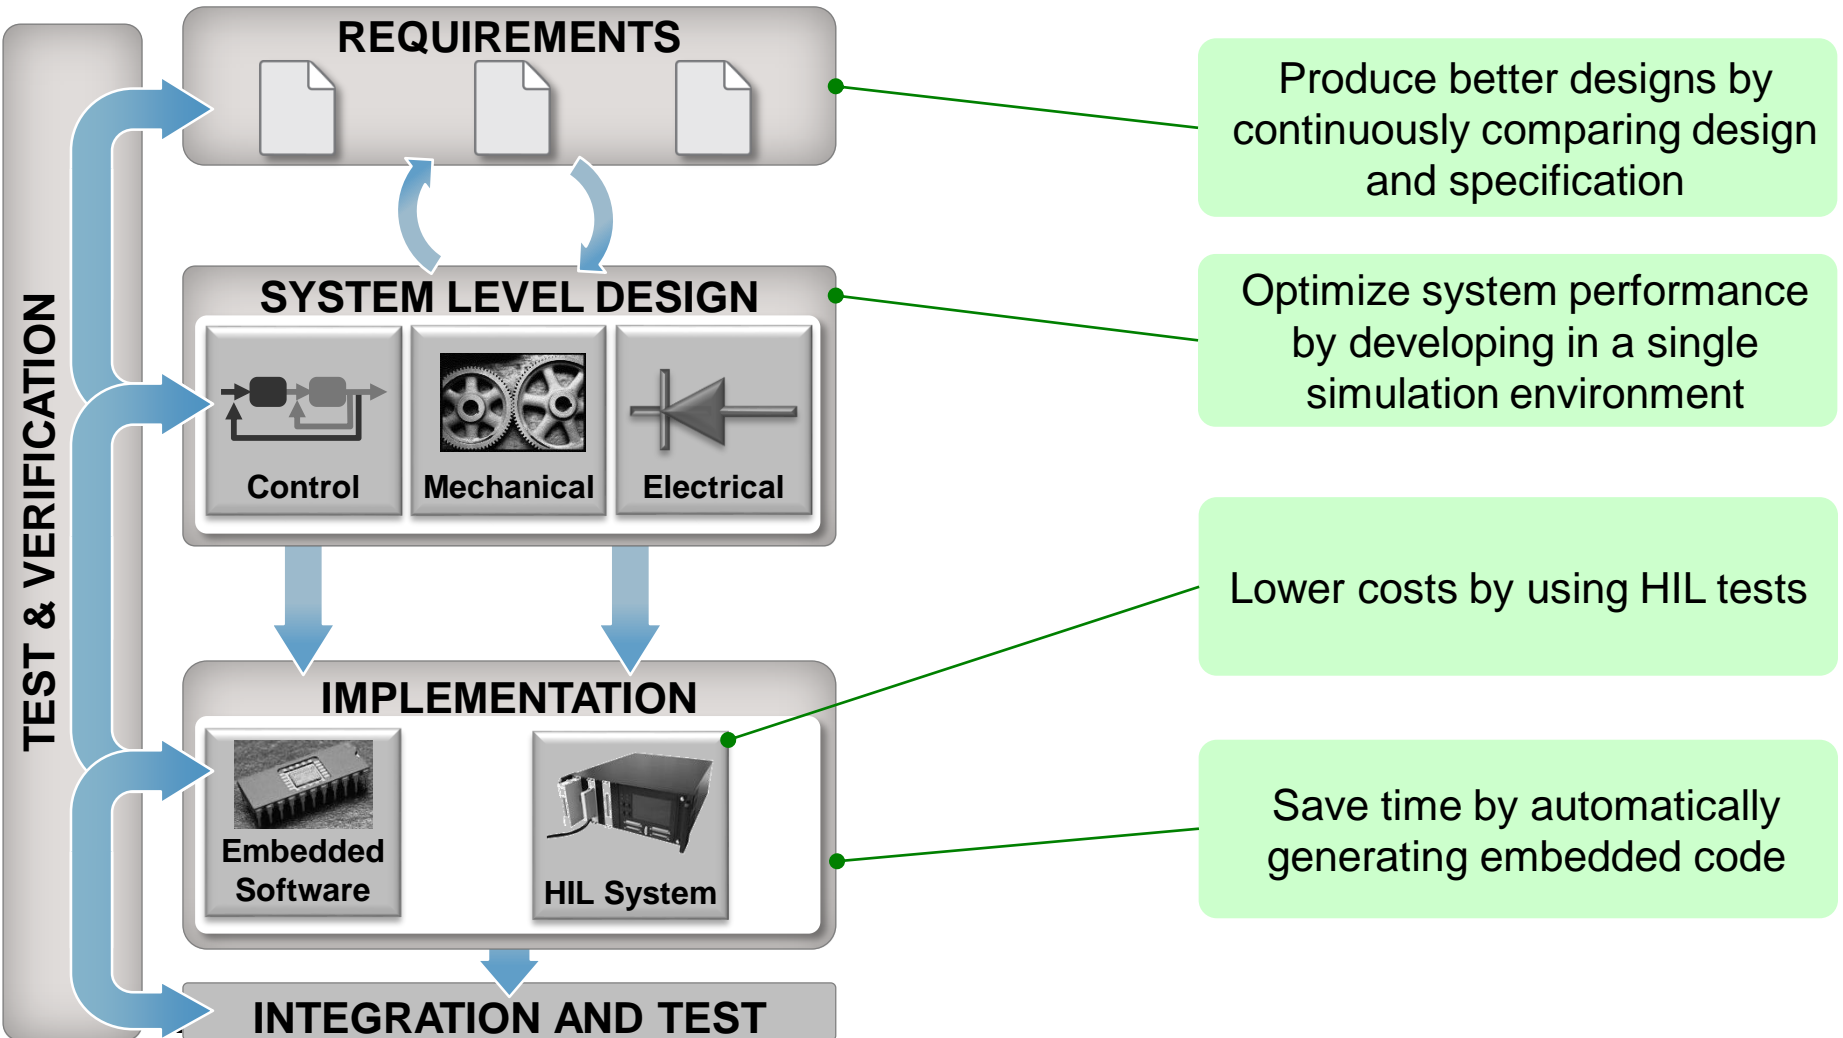 TEST & VERIFICATION
REQUIREMENTS
SYSTEM LEVEL DESIGN
Control
Mechanical
Electrical
IMPLEMENTATION
Embedded
Software
HIL System
INTEGRATION AND TEST
Produce better designs by
continuously comparing design
and specification
Optimize system performance
by developing in a single
simulation environment
Lower costs by using HIL tests
Save time by automatically
generating embedded code